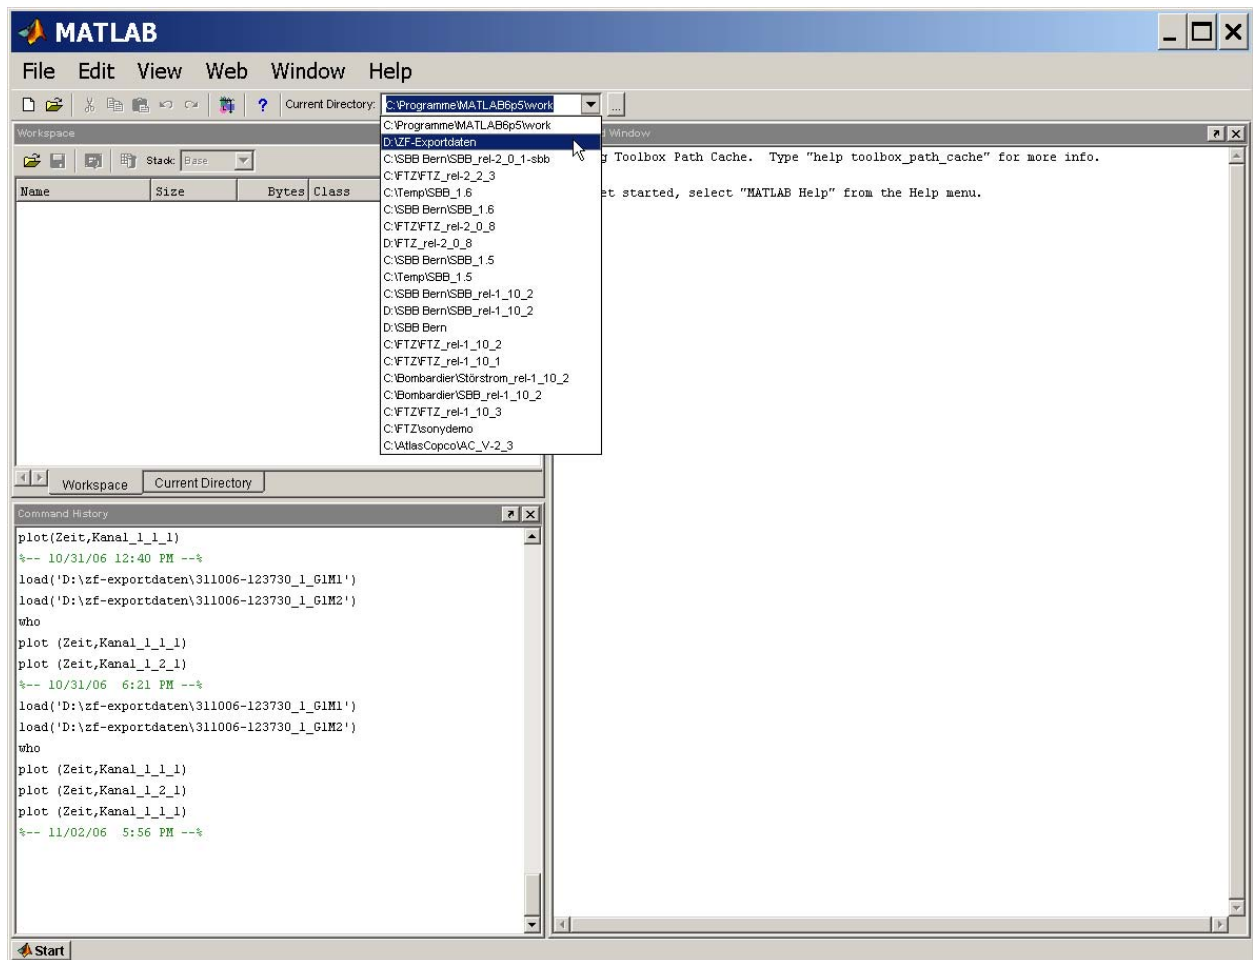 MATLAB
File Edit View Web Window Help
Current Directory: C:\Programme\MATLAB6p5\work
Workspace
Stack: Base
Name Size Bytes Class
C:\Programme\MATLAB6p5\work
D:\ZF-Exportdaten
C:\SBB Bern\SBB_rel-2_0_1-sbb
C:\FTZ\FTZ_rel-2_2_3
C:\Temp\SBB_1.6
C:\SBB Bern\SBB_1.6
C:\FTZ\FTZ_rel-2_0_8
D:\FTZ_rel-2_0_8
C:\SBB Bern\SBB_1.5
C:\Temp\SBB_1.5
C:\SBB Bern\SBB_rel-1_10_2
D:\SBB Bern\SBB_rel-1_10_2
D:\SBB Bern
C:\FTZ\FTZ_rel-1_10_2
C:\FTZ\FTZ_rel-1_10_1
C:\Bombardier\Störstrom_rel-1_10_2
C:\Bombardier\SBB_rel-1_10_2
C:\FTZ\FTZ_rel-1_10_3
C:\FTZ\sonydemo
C:\AtlasCopco\AC_V-2_3
Window
g Toolbox Path Cache. Type "help toolbox_path_cache" for more info.
et started, select "MATLAB Help" from the Help menu.
Workspace Current Directory
Command History
plot(Zeit,Kanal_1_1_1)
%-- 10/31/06 12:40 PM --%
load('D:\zf-exportdaten\311006-123730_1_G1M1')
load('D:\zf-exportdaten\311006-123730_1_G1M2')
who
plot (Zeit,Kanal_1_1_1)
plot (Zeit,Kanal_1_2_1)
%-- 10/31/06 6:21 PM --%
load('D:\zf-exportdaten\311006-123730_1_G1M1')
load('D:\zf-exportdaten\311006-123730_1_G1M2')
who
plot (Zeit,Kanal_1_1_1)
plot (Zeit,Kanal_1_2_1)
plot (Zeit,Kanal_1_1_1)
%-- 11/02/06 5:56 PM --%
Start